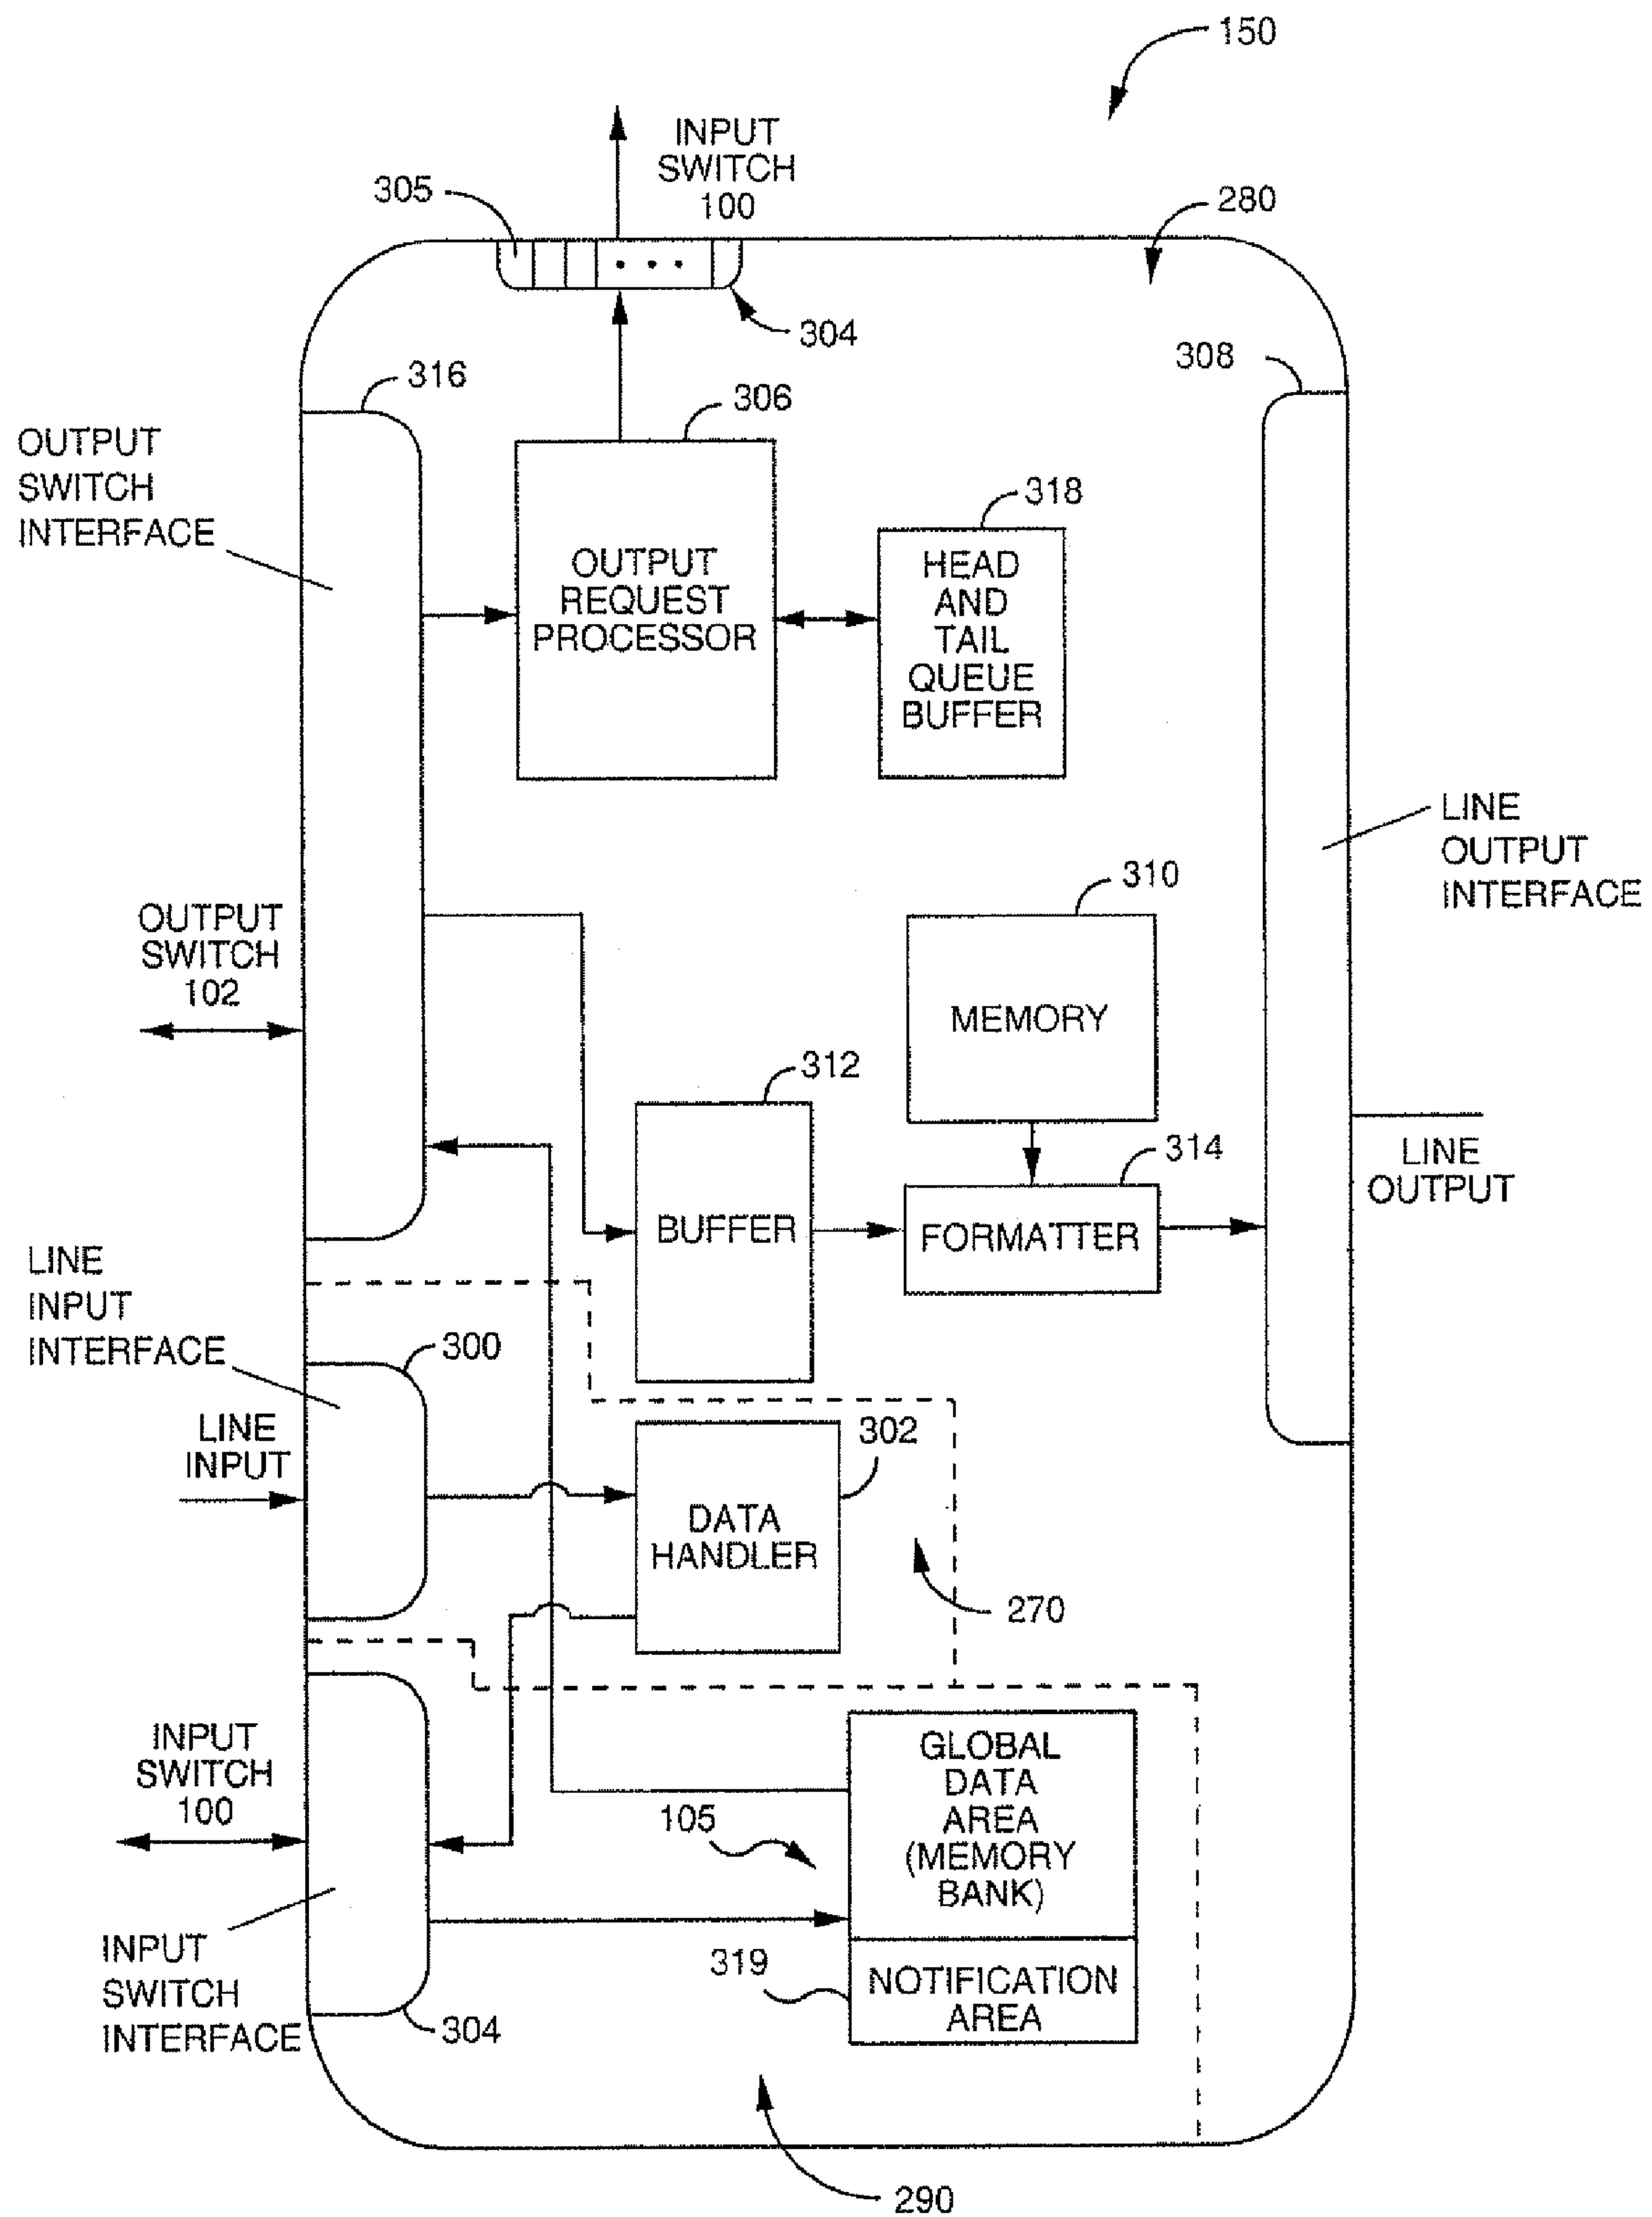 150
INPUT
SWITCH
100
305
280
304
316
308
306
OUTPUT
SWITCH
INTERFACE
318
OUTPUT
REQUEST
PROCESSOR
HEAD
AND
TAIL
QUEUE
BUFFER
LINE
OUTPUT
INTERFACE
310
OUTPUT
SWITCH
102
MEMORY
312
314
LINE
OUTPUT
BUFFER
FORMATTER
LINE
INPUT
INTERFACE
300
LINE
INPUT
302
DATA
HANDLER
270
INPUT
SWITCH
100
GLOBAL
DATA
AREA
(MEMORY
BANK)
105
INPUT
SWITCH
INTERFACE
319
NOTIFICATION
AREA
304
290